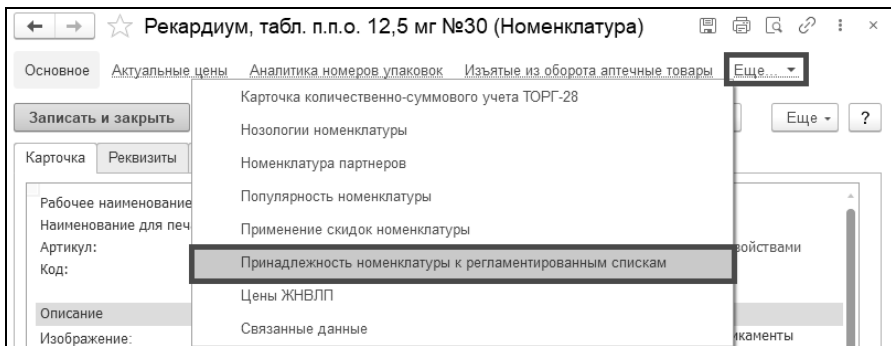 Рекардиум, табл. п.п.о. 12,5 мг №30 (Номенклатура)
Основное Актуальные цены Аналитика номеров упаковок Изъятые из оборота аптечные товары Еще...
Карточка количественно-суммового учета ТОРГ-28
Записать и закрыть Еще ?
Нозологии номенклатуры
Карточка Реквизиты Номенклатура партнеров
Популярность номенклатуры
Рабочее наименование
Наименование для печ
Применение скидок номенклатуры
Артикул: войствами
Принадлежность номенклатуры к регламентированным спискам
Код:
Цены ЖНВЛП
Описание
Связанные данные
Изображение: икаменты